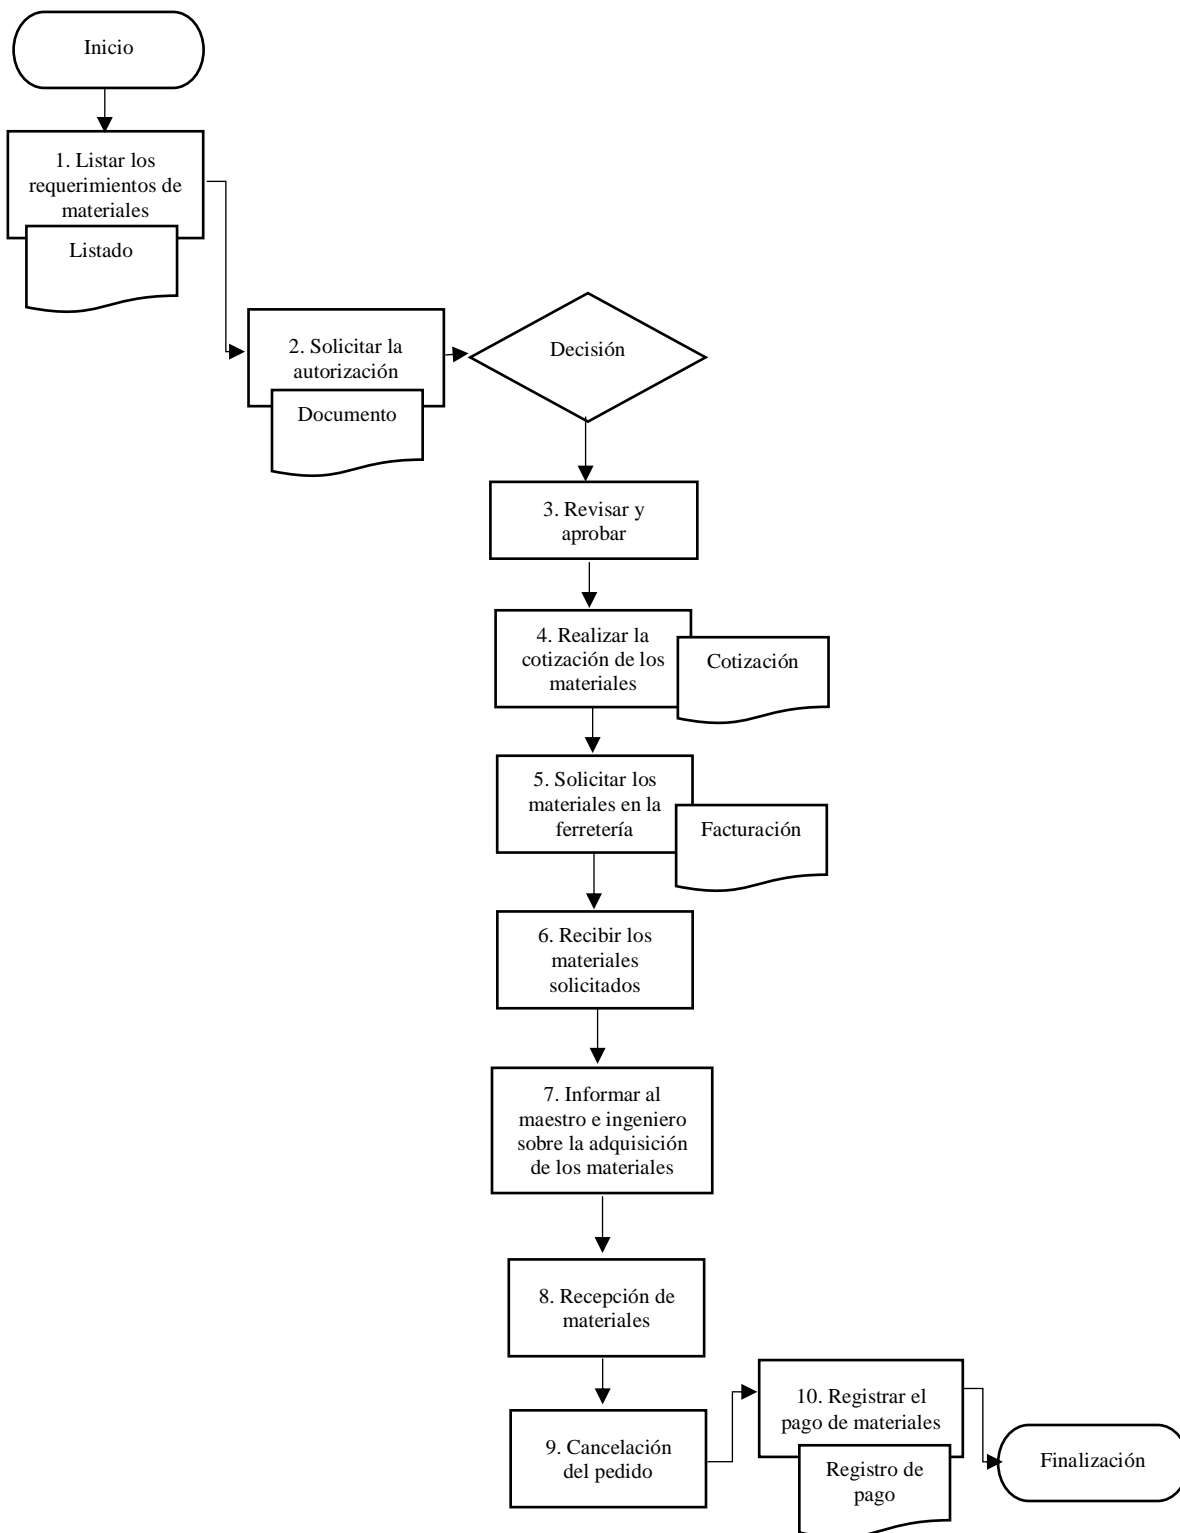 Inicio
1. Listar los
requerimientos de
materiales
Listado
2. Solicitar la
autorización
Documento
Decisión
3. Revisar y
aprobar
4. Realizar la
cotización de los
materiales
Cotización
5. Solicitar los
materiales en la
ferretería
Facturación
6. Recibir los
materiales
solicitados
7. Informar al
maestro e ingeniero
sobre la adquisición
de los materiales
8. Recepción de
materiales
9. Cancelación
del pedido
10. Registrar el
pago de materiales
Registro de
pago
Finalización